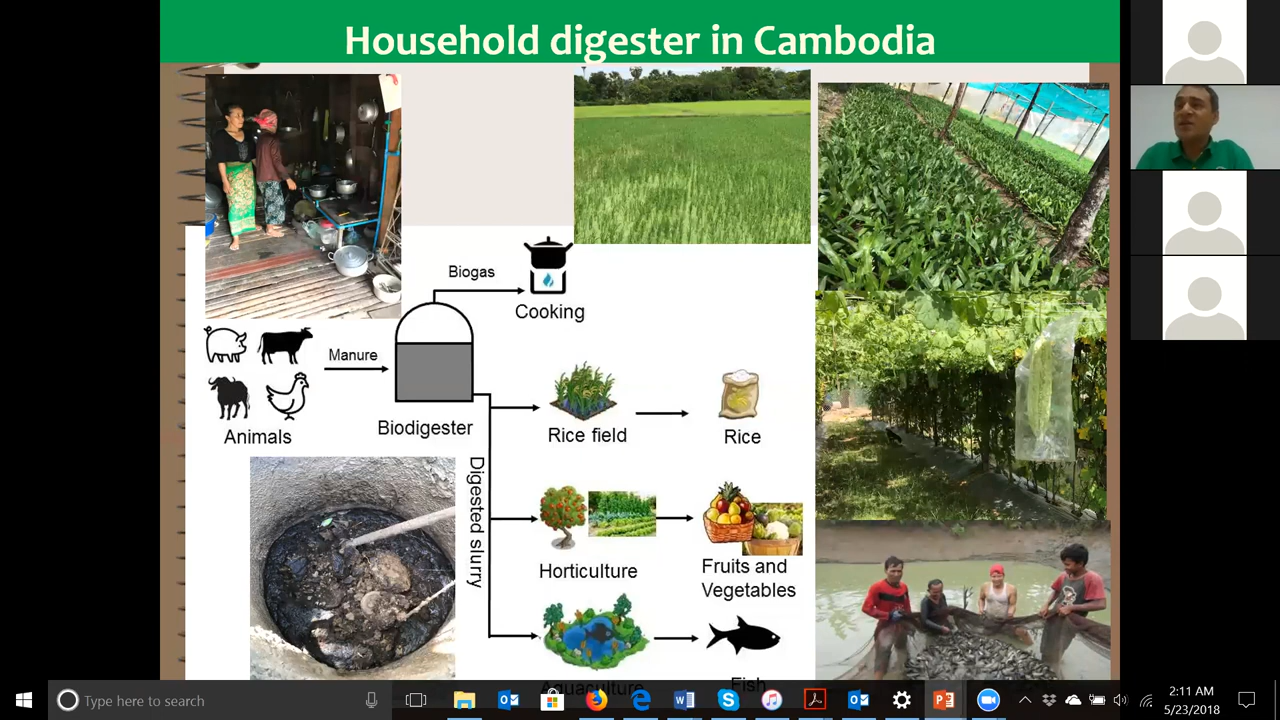 Household digester in Cambodia
Biogas
Cooking
Manure
Animals
Biodigester
Rice field
Rice
Digested slurry
Horticulture
Fruits and
Vegetables
Aquaculture
Fish
Type here to search
2:11 AM
5/23/2018